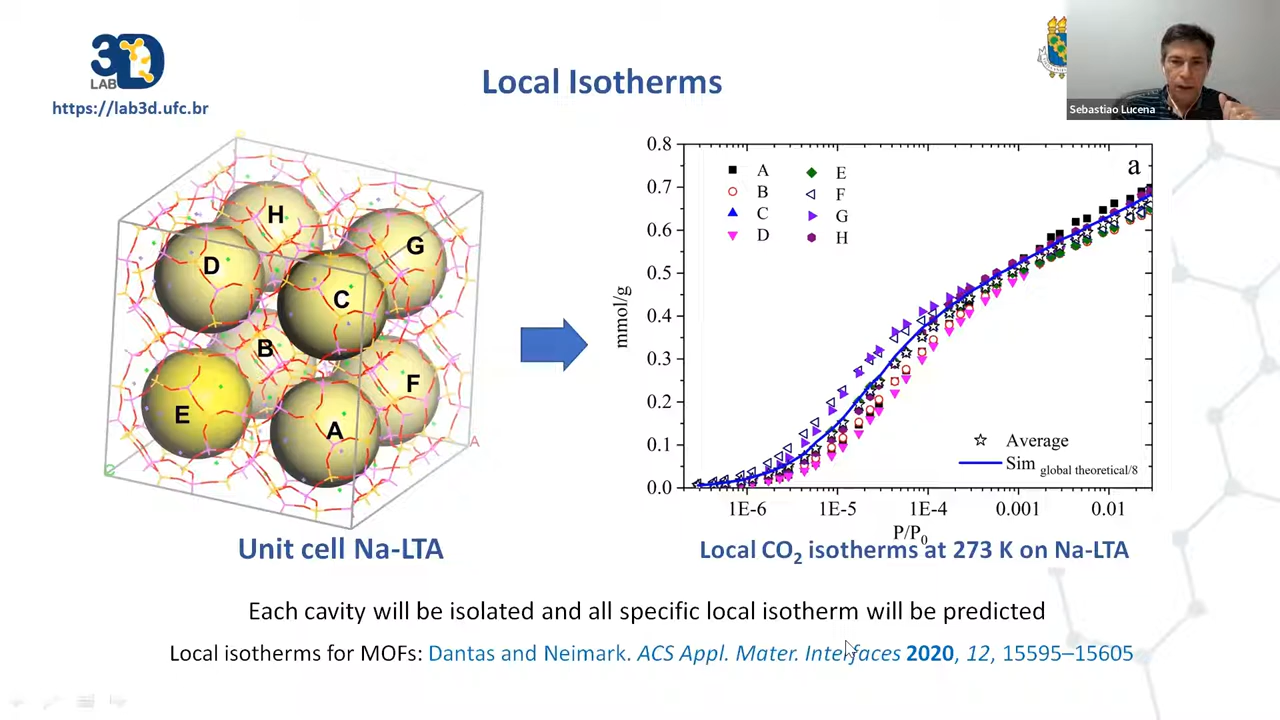 3D
LAB
https://lab3d.ufc.br
Local Isotherms
Sebastiao Lucena
H
G
D
C
B
F
E
A
A
C
Unit cell Na-LTA
0.8
0.7
0.6
0.5
0.4
0.3
0.2
0.1
0.0
mmol/g
a
A
B
C
D
E
F
G
H
Average
Sim global theoretical/8
1E-6
1E-5
1E-4
0.001
0.01
P/P0
Local CO2 isotherms at 273 K on Na-LTA
Each cavity will be isolated and all specific local isotherm will be predicted
Local isotherms for MOFs: Dantas and Neimark. ACS Appl. Mater. Interfaces 2020, 12, 15595–15605